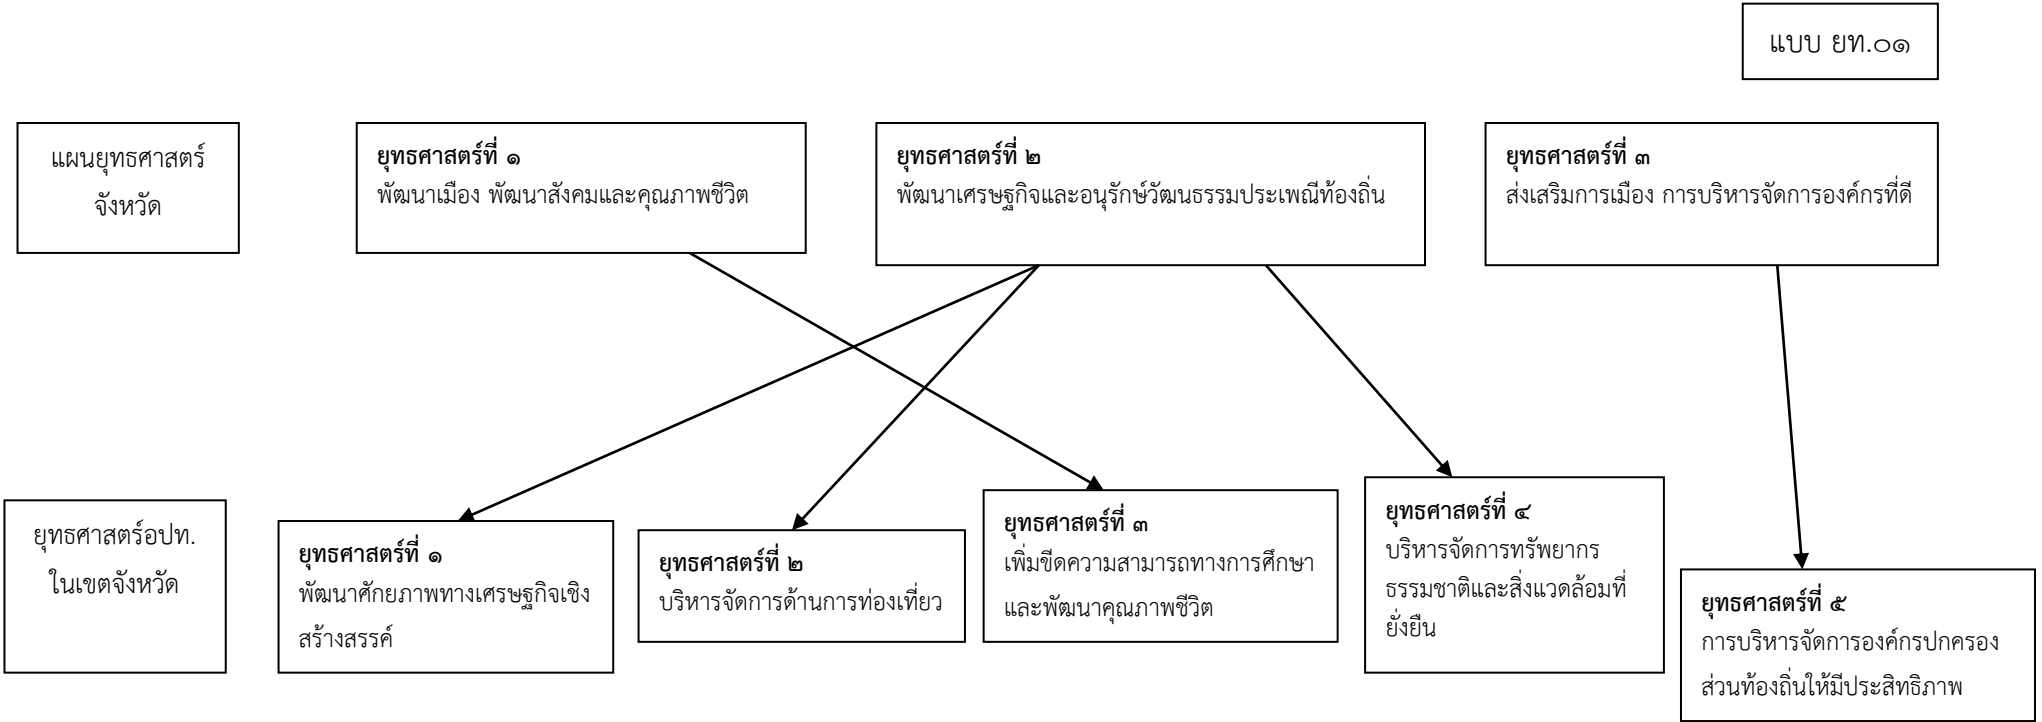 แบบ ยท.๐๑
แผนยุทธศาสตร์
จังหวัด
ยุทธศาสตร์ที่ ๑
พัฒนาเมือง พัฒนาสังคมและคุณภาพชีวิต
ยุทธศาสตร์ที่ ๒
พัฒนาเศรษฐกิจและอนุรักษ์วัฒนธรรมประเพณีท้องถิ่น
ยุทธศาสตร์ที่ ๓
ส่งเสริมการเมือง การบริหารจัดการองค์กรที่ดี
ยุทธศาสตร์อปท.
ในเขตจังหวัด
ยุทธศาสตร์ที่ ๑
พัฒนาศักยภาพทางเศรษฐกิจเชิง
สร้างสรรค์
ยุทธศาสตร์ที่ ๒
บริหารจัดการด้านการท่องเที่ยว
ยุทธศาสตร์ที่ ๓
เพิ่มขีดความสามารถทางการศึกษา
และพัฒนาคุณภาพชีวิต
ยุทธศาสตร์ที่ ๔
บริหารจัดการทรัพยากร
ธรรมชาติและสิ่งแวดล้อมที่
ยั่งยืน
ยุทธศาสตร์ที่ ๕
การบริหารจัดการองค์กรปกครอง
ส่วนท้องถิ่นให้มีประสิทธิภาพ